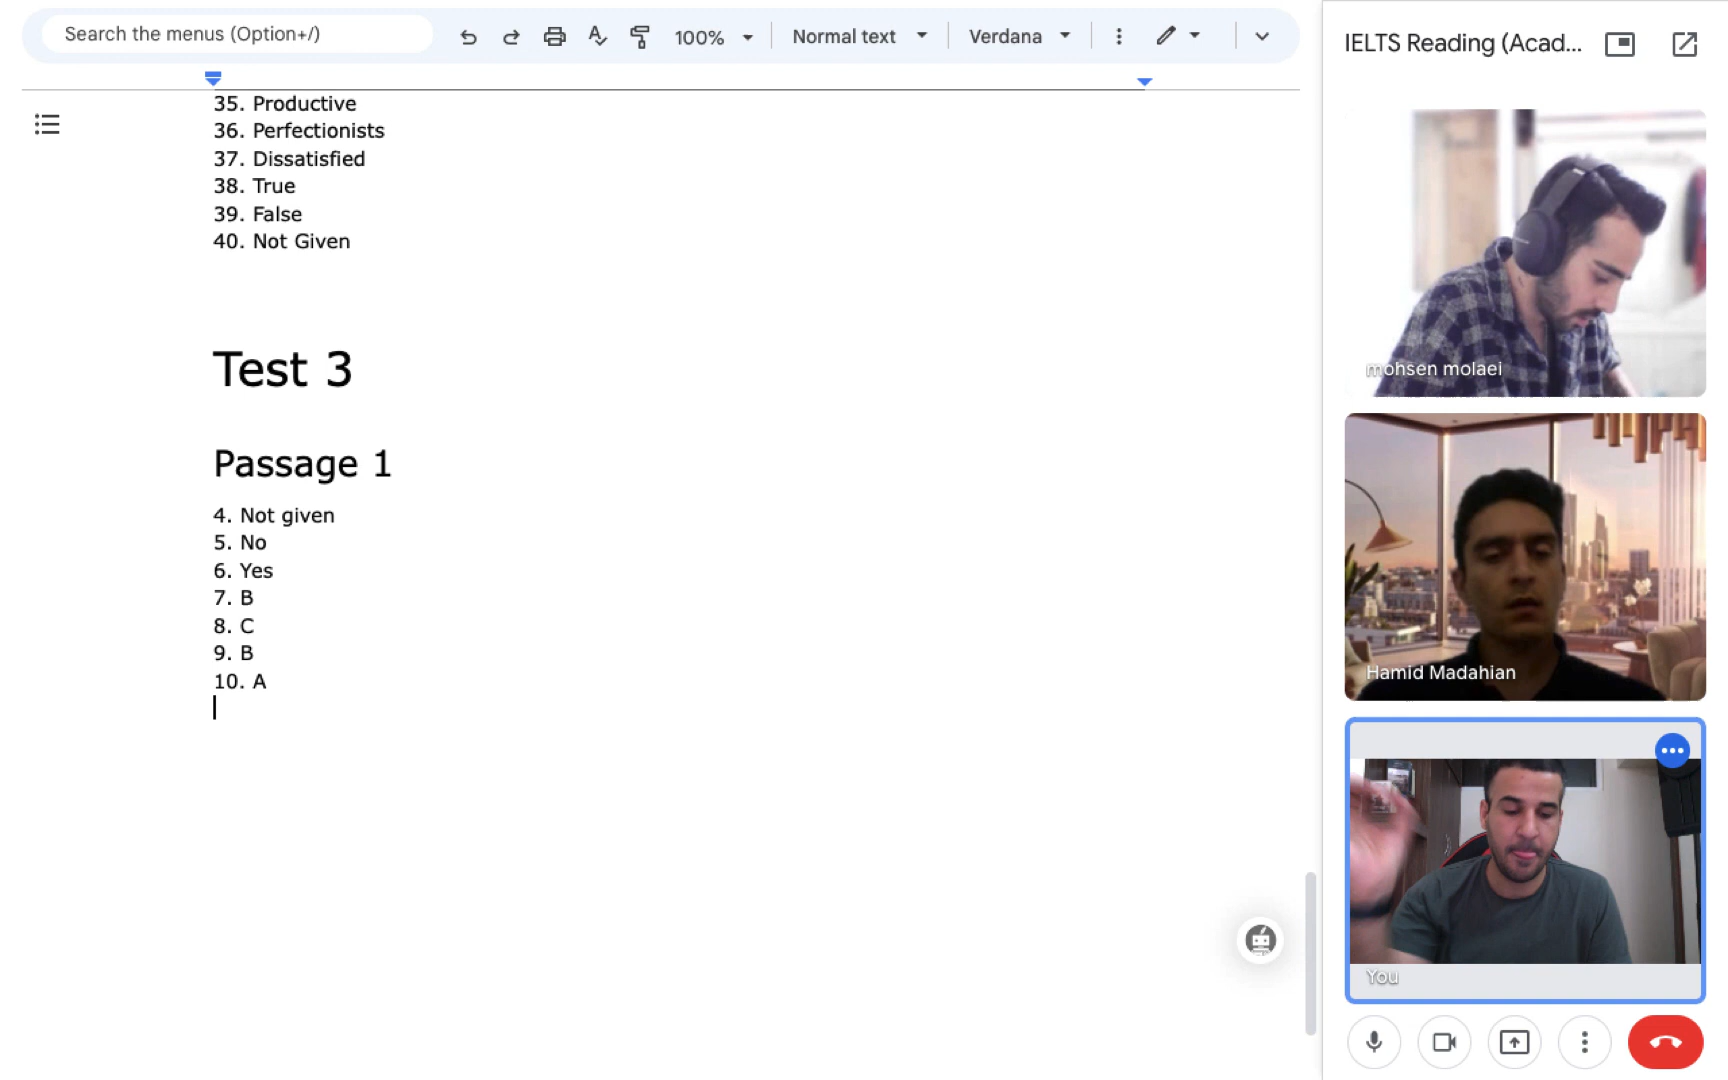 Search the menus (Option+/)
100%
Normal text
Verdana
IELTS Reading (Acad...
35. Productive
36. Perfectionists
37. Dissatisfied
38. True
39. False
40. Not Given
Test 3
Passage 1
4. Not given
5. No
6. Yes
7. B
8. C
9. B
10. A
mohsen molaei
Hamid Madahian
You